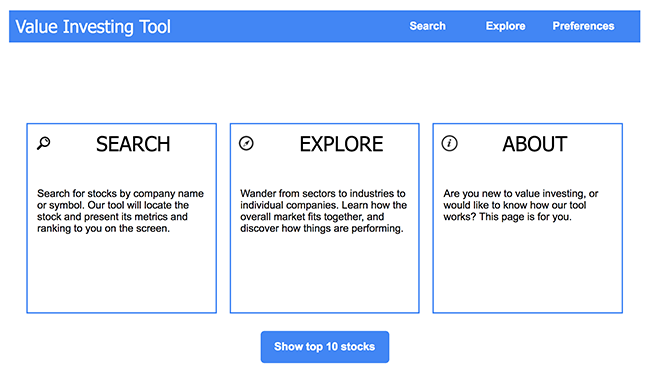 Value Investing Tool
Search
Explore
Preferences
SEARCH
Search for stocks by company name
or symbol. Our tool will locate the
stock and present its metrics and
ranking to you on the screen.
EXPLORE
Wander from sectors to industries to
individual companies. Learn how the
overall market fits together, and
discover how things are performing.
ABOUT
Are you new to value investing, or
would like to know how our tool
works? This page is for you.
Show top 10 stocks